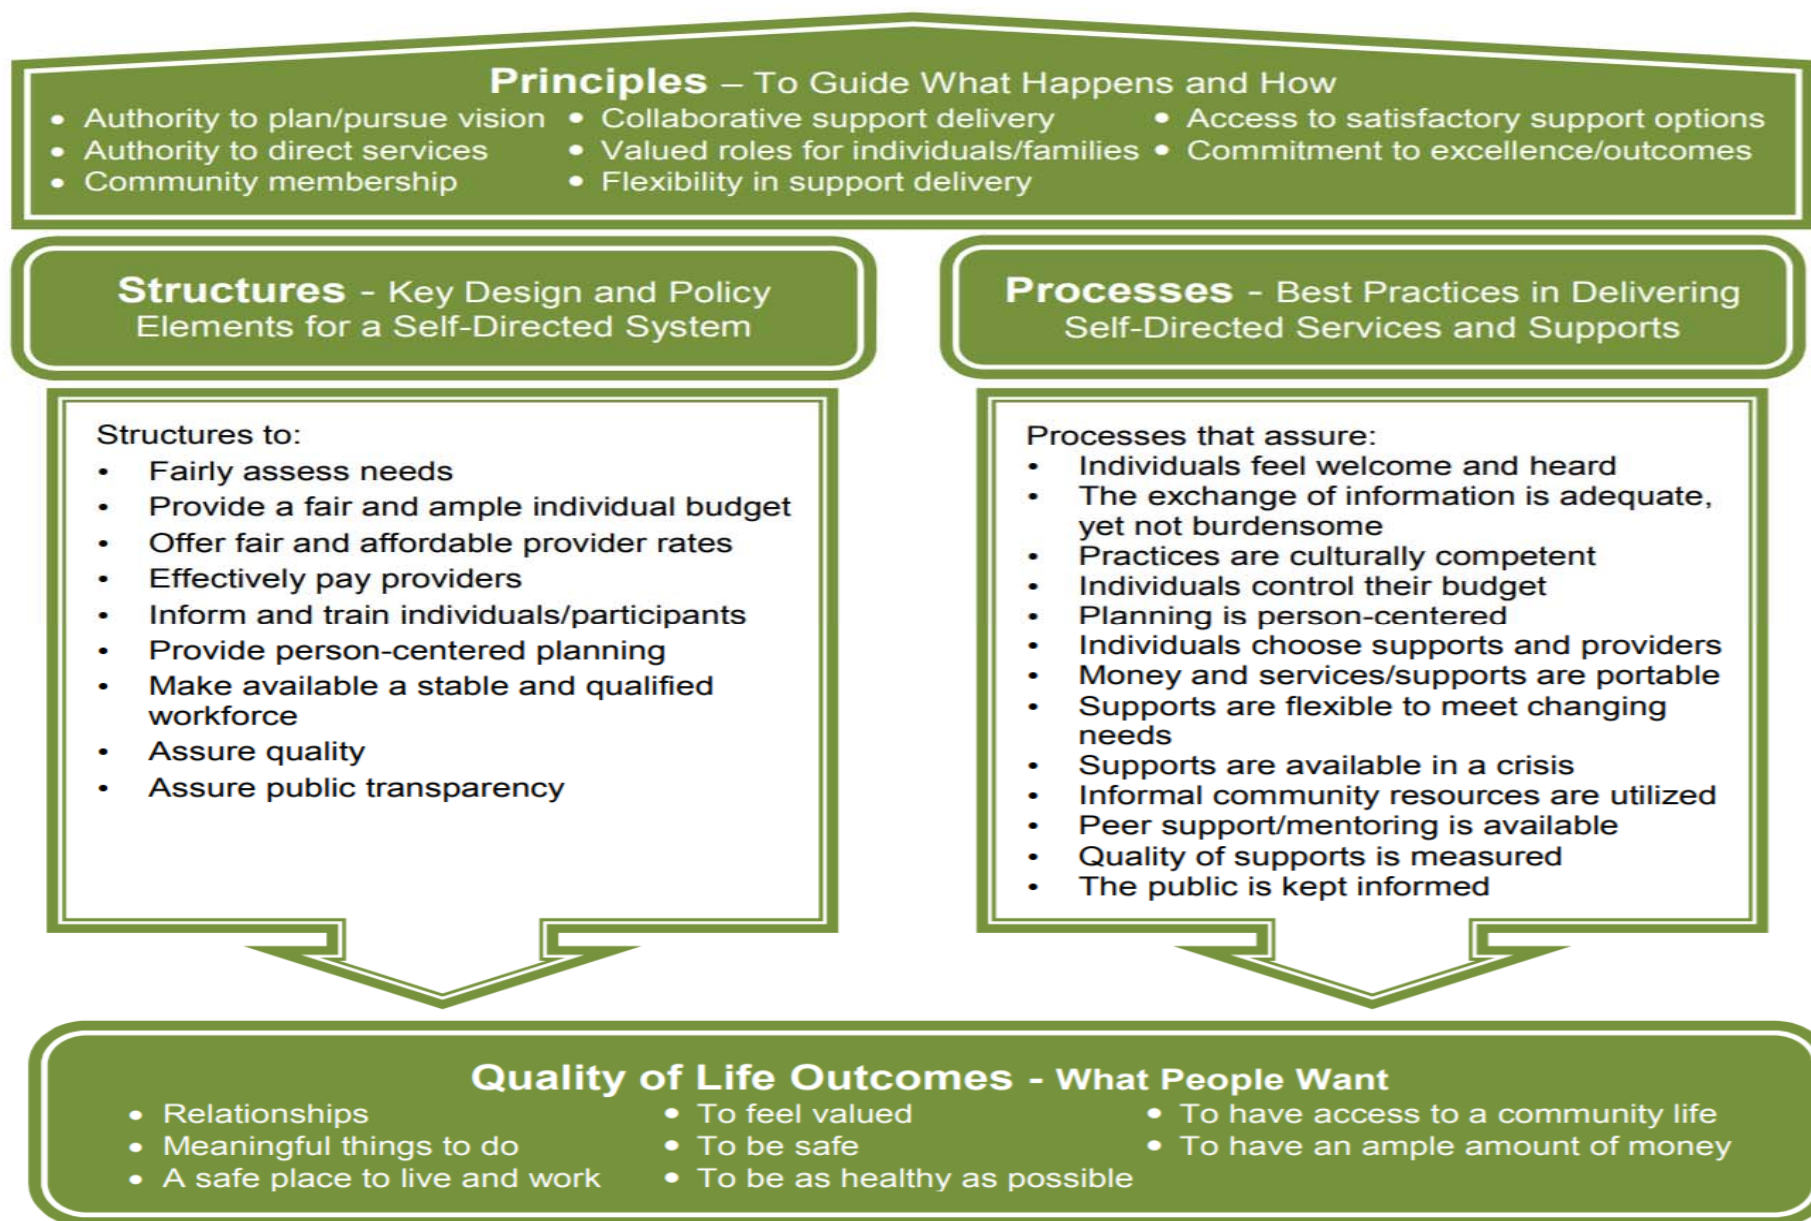 Principles – To Guide What Happens and How
• Authority to plan/pursue vision
• Authority to direct services
• Community membership
• Collaborative support delivery
• Valued roles for individuals/families
• Flexibility in support delivery
• Access to satisfactory support options
• Commitment to excellence/outcomes
Structures - Key Design and Policy
Elements for a Self-Directed System
Structures to:
• Fairly assess needs
• Provide a fair and ample individual budget
• Offer fair and affordable provider rates
• Effectively pay providers
• Inform and train individuals/participants
• Provide person-centered planning
• Make available a stable and qualified
workforce
• Assure quality
• Assure public transparency
Processes - Best Practices in Delivering
Self-Directed Services and Supports
Processes that assure:
• Individuals feel welcome and heard
• The exchange of information is adequate,
yet not burdensome
• Practices are culturally competent
• Individuals control their budget
• Planning is person-centered
• Individuals choose supports and providers
• Money and services/supports are portable
• Supports are flexible to meet changing
needs
• Supports are available in a crisis
• Informal community resources are utilized
• Peer support/mentoring is available
• Quality of supports is measured
• The public is kept informed
Quality of Life Outcomes - What People Want
• Relationships
• Meaningful things to do
• A safe place to live and work
• To feel valued
• To be safe
• To be as healthy as possible
• To have access to a community life
• To have an ample amount of money